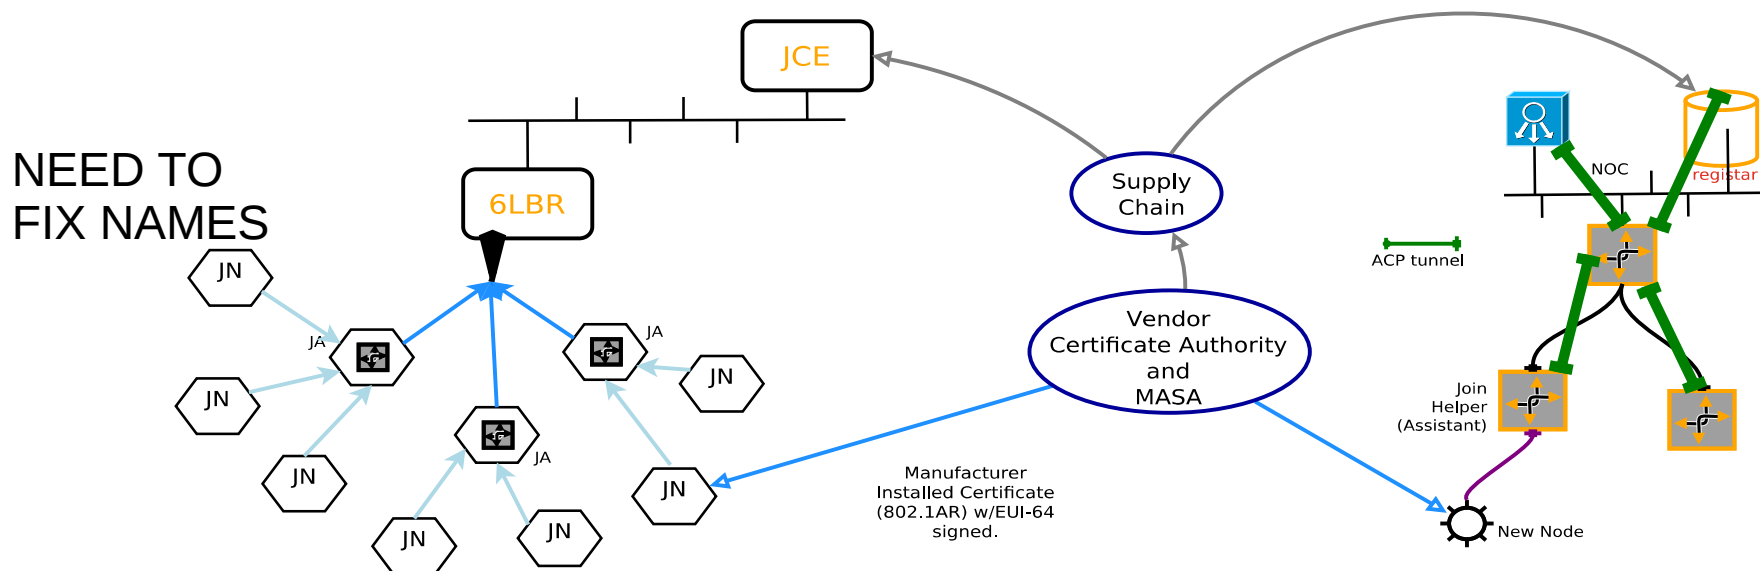 JCE
NEED TO
FIX NAMES
6LBR
JN
JA
JN
JN
JA
JN
JN
JA
JN
JN
Supply
Chain
Vendor
Certificate Authority
and
MASA
Manufacturer
Installed Certificate
(802.1AR) w/EUI-64
signed.
NOC
registar
ACP tunnel
Join
Helper
(Assistant)
New Node